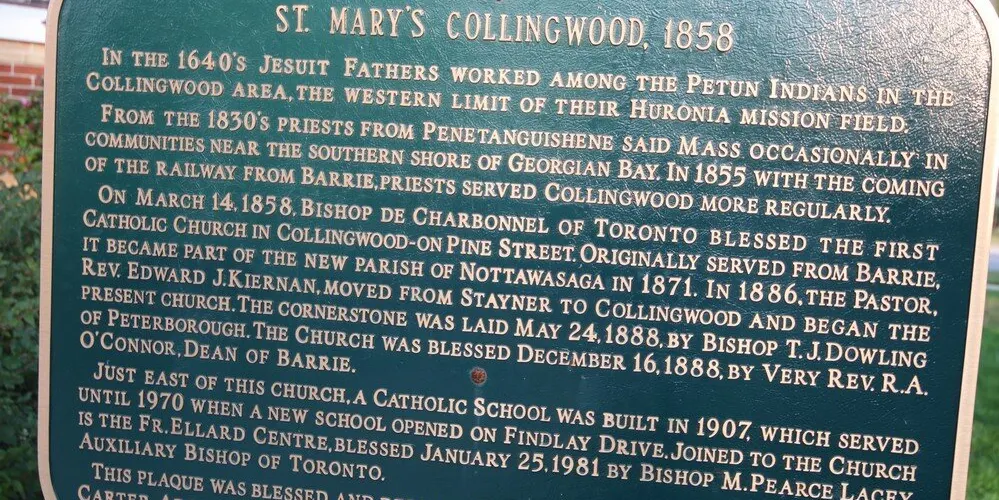 ST. MARY'S COLLINGWOOD, 1858
IN THE 1640'S JESUIT FATHERS WORKED AMONG THE PETUN INDIANS IN THE
COLLINGWOOD AREA, THE WESTERN LIMIT OF THEIR HURONIA MISSION FIELD.
FROM THE 1830'S PRIESTS FROM PENETANGUISHENE SAID MASS OCCASIONALLY IN
COMMUNITIES NEAR THE SOUTHERN SHORE OF GEORGIAN BAY. IN 1855 WITH THE COMING
OF THE RAILWAY FROM BARRIE, PRIESTS SERVED COLLINGWOOD MORE REGULARLY.
ON MARCH 14, 1858, BISHOP DE CHARBONNEL OF TORONTO BLESSED THE FIRST
CATHOLIC CHURCH IN COLLINGWOOD-ON PINE STREET. ORIGINALLY SERVED FROM BARRIE,
IT BECAME PART OF THE NEW PARISH OF NOTTAWASAGA IN 1871. IN 1886, THE PASTOR,
REV. EDWARD J. KIERNAN, MOVED FROM STAYNER TO COLLINGWOOD AND BEGAN THE
PRESENT CHURCH. THE CORNERSTONE WAS LAID MAY 24, 1888, BY BISHOP T. J. DOWLING
OF PETERBOROUGH. THE CHURCH WAS BLESSED DECEMBER 16, 1888, BY VERY REV. R.A.
O'CONNOR, DEAN OF BARRIE.
JUST EAST OF THIS CHURCH, A CATHOLIC SCHOOL WAS BUILT IN 1907, WHICH SERVED
UNTIL 1970 WHEN A NEW SCHOOL OPENED ON FINDLAY DRIVE. JOINED TO THE CHURCH
IS THE FR. ELLARD CENTRE, BLESSED JANUARY 25, 1981 BY BISHOP M. PEARCE LACEY
AUXILIARY BISHOP OF TORONTO.
THIS PLAQUE WAS BLESSED AND
CARTER